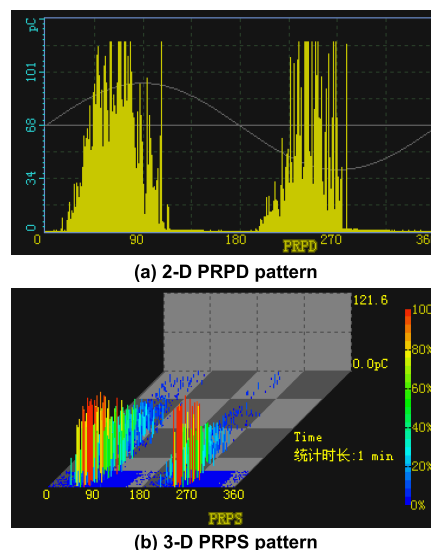 pC
101
68
34
0
0 90 180 270 360
PRPD
(a) 2-D PRPD pattern
121.6
0.0pC
100%
80%
60%
40%
20%
0%
Time
统计时长:1 min
0 90 180 270 360
PRPS
(b) 3-D PRPS pattern